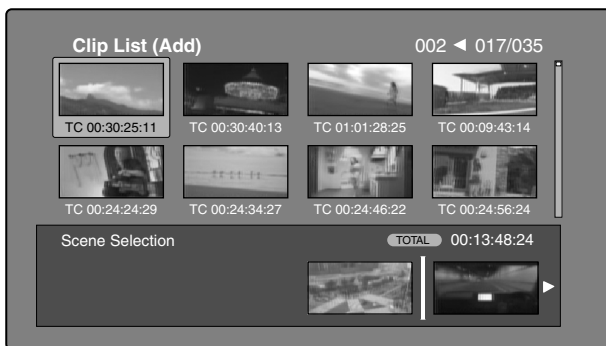 Clip List (Add) 002 ◀ 017/035
TC 00:30:25:11 TC 00:30:40:13 TC 01:01:28:25 TC 00:09:43:14
TC 00:24:24:29 TC 00:24:34:27 TC 00:24:46:22 TC 00:24:56:24
Scene Selection TOTAL 00:13:48:24